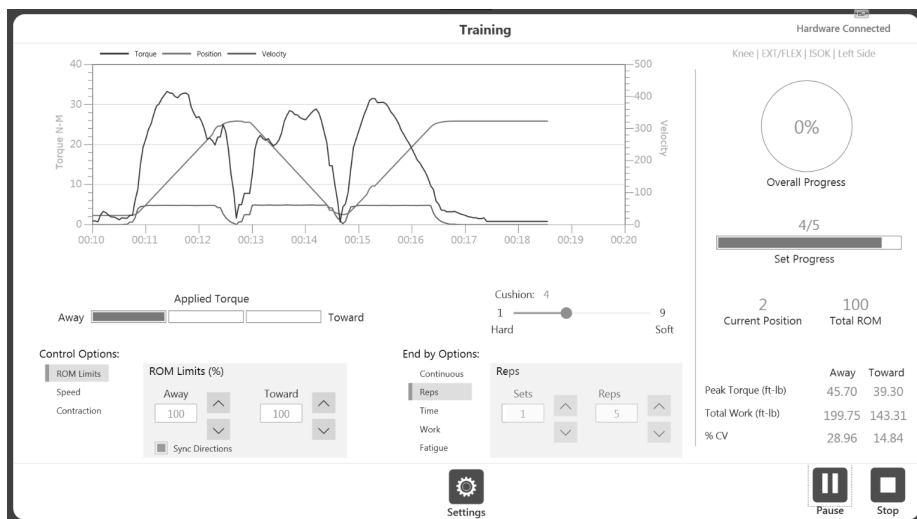 Training
Hardware Connected
Knee | EXT/FLEX | ISOK | Left Side
Torque Position Velocity
40 500
400
30
300
20
200
10
100
0 0
Torque N-M
Velocity
00:10 00:11 00:12 00:13 00:14 00:15 00:16 00:17 00:18 00:19 00:20
0%
Overall Progress
4/5
Set Progress
2 100
Current Position Total ROM
Applied Torque
Away Toward
Cushion: 4
1 9
Hard Soft
Control Options:
ROM Limits
Speed
Contraction
ROM Limits (%)
Away Toward
100 100
Sync Directions
End by Options:
Continuous
Reps
Time
Work
Fatigue
Reps
Sets Reps
1 5
Away Toward
Peak Torque (ft-lb) 45.70 39.30
Total Work (ft-lb) 199.75 143.31
% CV 28.96 14.84
Settings
Pause Stop